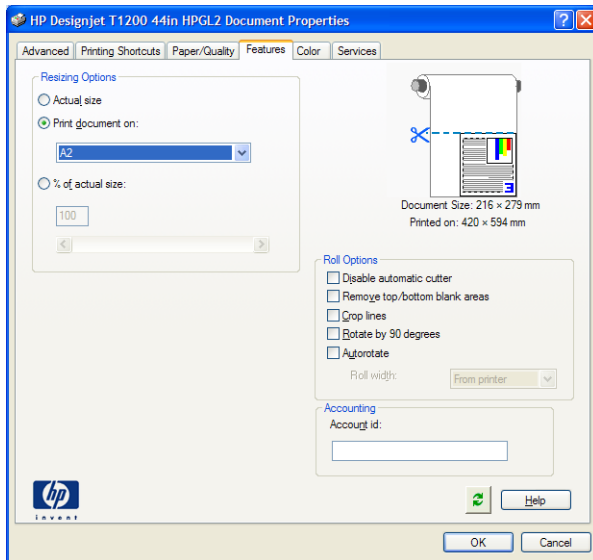 HP Designjet T1200 44in HPGL2 Document Properties
Advanced Printing Shortcuts Paper/Quality Features Color Services
Resizing Options
Actual size
Print document on:
A2
% of actual size:
100
Document Size: 216 × 279 mm
Printed on: 420 × 594 mm
Roll Options
Disable automatic cutter
Remove top/bottom blank areas
Crop lines
Rotate by 90 degrees
Autorotate
Roll width: From printer
Accounting
Account id:
hp
invent
Help
OK Cancel